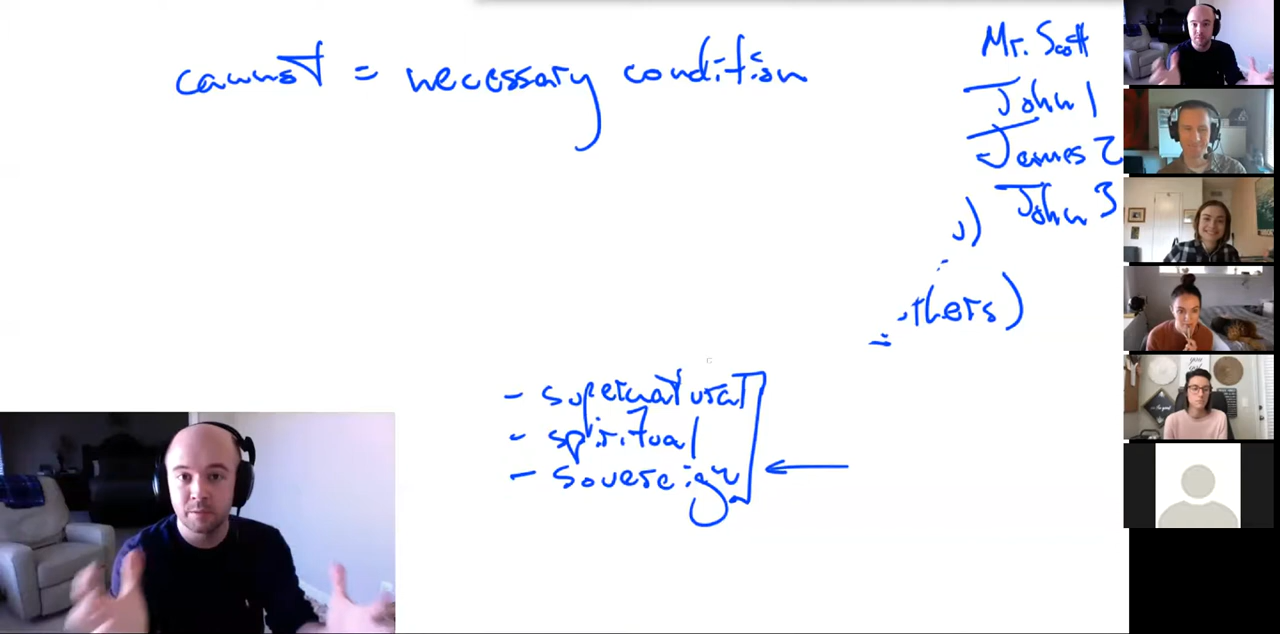 cannot = necessary condition
Mr. Scott
John 1
James 2
John 3
thers)
- supernatural
- spiritual
- sovereign